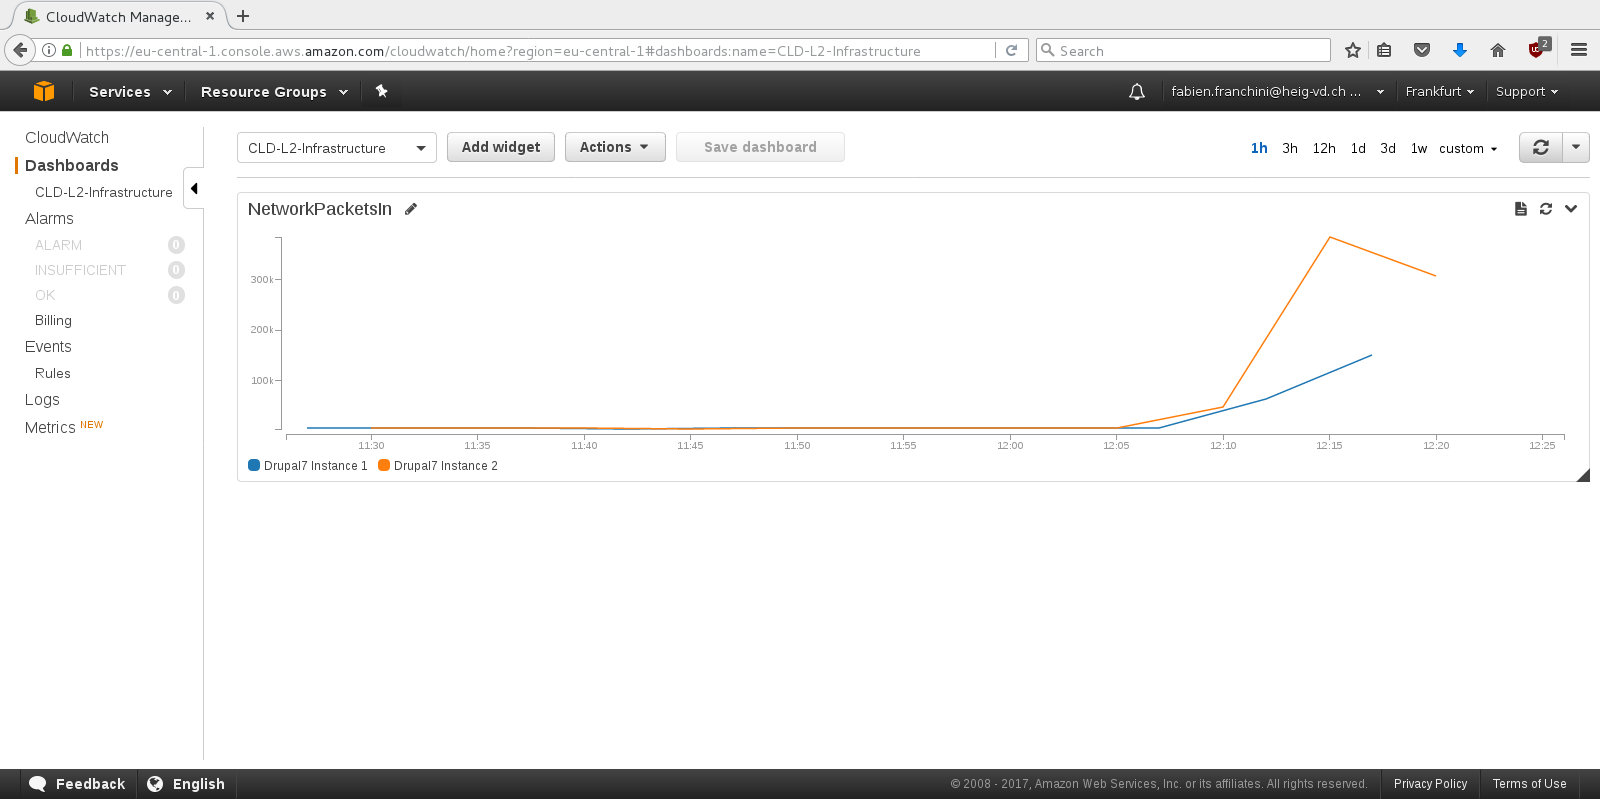 CloudWatch Manage...
https://eu-central-1.console.aws.amazon.com/cloudwatch/home?region=eu-central-1#dashboards:name=CLD-L2-Infrastructure
Search
2
Services
Resource Groups
fabien.franchini@heig-vd.ch ...
Frankfurt
Support
CloudWatch
Dashboards
CLD-L2-Infrastructure
Alarms
ALARM 0
INSUFFICIENT 0
OK 0
Billing
Events
Rules
Logs
Metrics NEW
CLD-L2-Infrastructure
Add widget
Actions
Save dashboard
1h 3h 12h 1d 3d 1w custom
NetworkPacketsIn
300k
200k
100k
11:30 11:35 11:40 11:45 11:50 11:55 12:00 12:05 12:10 12:15 12:20 12:25
Drupal7 Instance 1 Drupal7 Instance 2
Feedback
English
© 2008 - 2017, Amazon Web Services, Inc. or its affiliates. All rights reserved.
Privacy Policy
Terms of Use